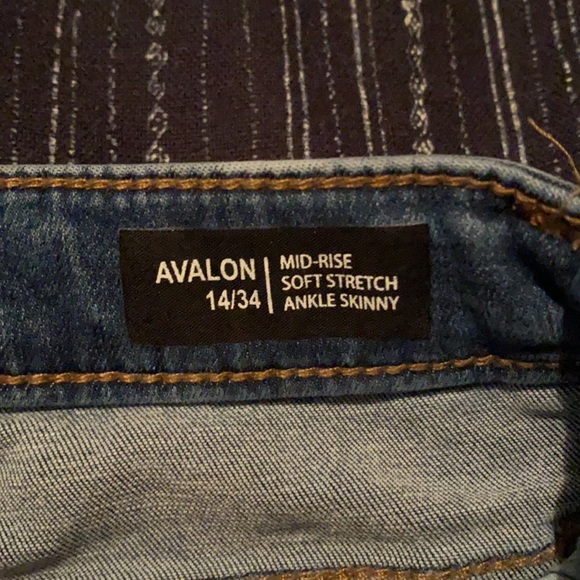 AVALON
14/34
MID-RISE
SOFT STRETCH
ANKLE SKINNY